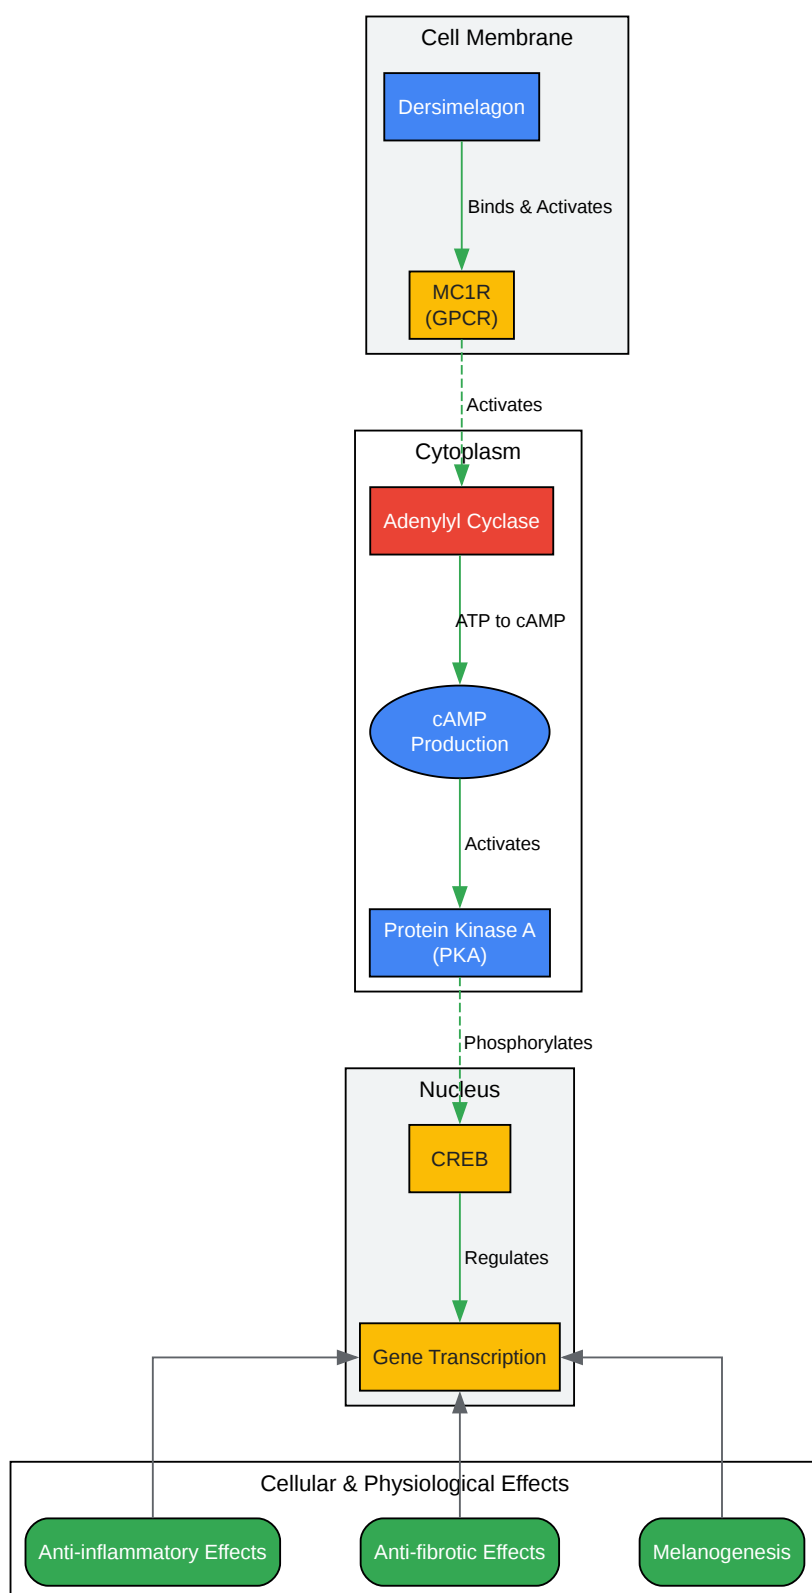 Cell Membrane
Dersimelagon
Binds & Activates
MC1R
(GPCR)
Activates
Cytoplasm
Adenylyl Cyclase
ATP to cAMP
cAMP
Production
Activates
Protein Kinase A
(PKA)
Phosphorylates
Nucleus
CREB
Regulates
Gene Transcription
Cellular & Physiological Effects
Anti-inflammatory Effects
Anti-fibrotic Effects
Melanogenesis